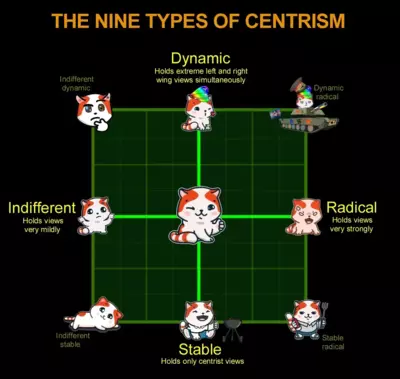 THE NINE TYPES OF CENTRISM
Dynamic
Holds extreme left and right
wing views simultaneously
Indifferent
dynamic
Dynamic
radical
Indifferent
Holds views
very mildly
Radical
Holds views
very strongly
Indifferent
stable
Stable
Holds only centrist views
Stable
radical